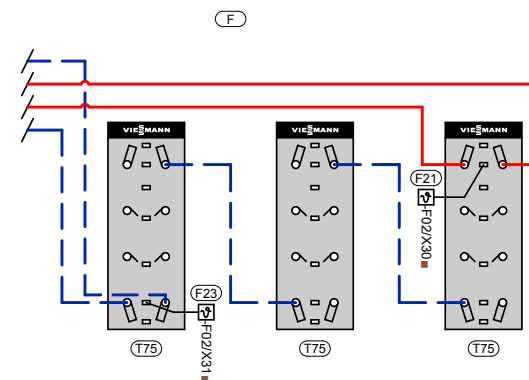 F
VIESMANN
VIESMANN
VIESMANN
F21
ϑ
-F02/X30
F23
ϑ
-F02/X31
T75
T75
T75